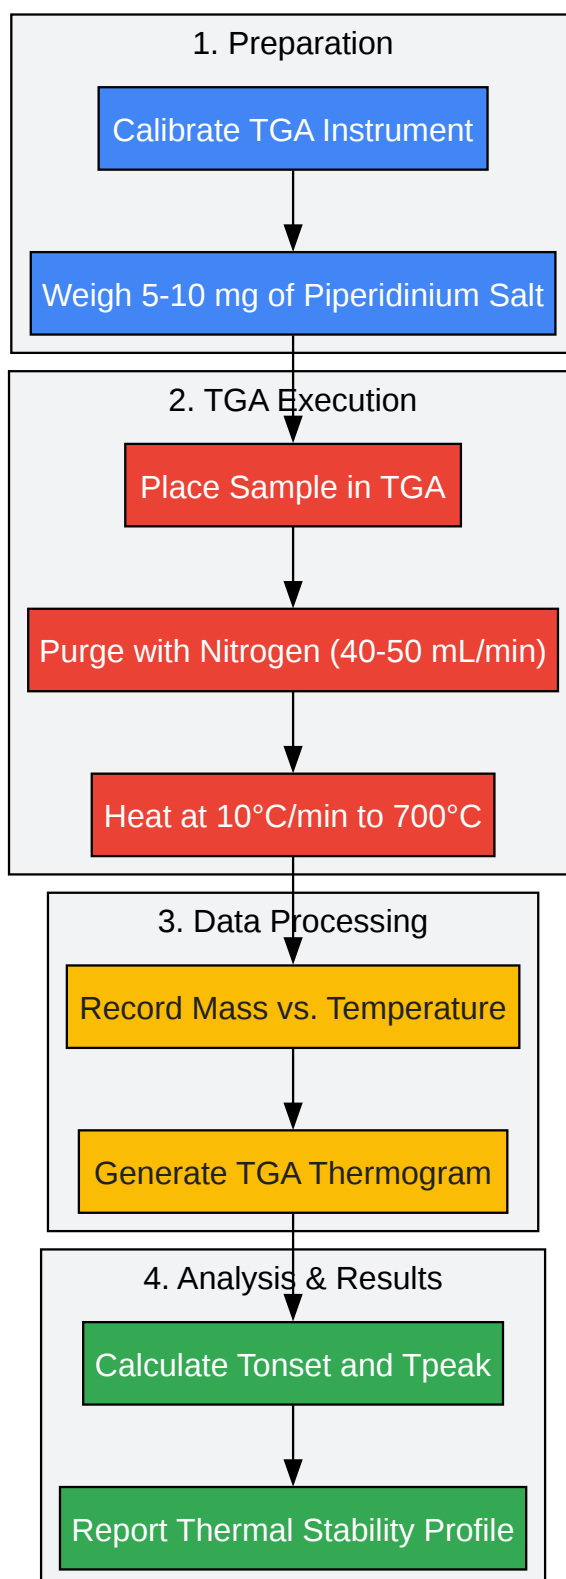 1. Preparation
Calibrate TGA Instrument
Weigh 5-10 mg of Piperidinium Salt
2. TGA Execution
Place Sample in TGA
Purge with Nitrogen (40-50 mL/min)
Heat at 10°C/min to 700°C
3. Data Processing
Record Mass vs. Temperature
Generate TGA Thermogram
4. Analysis & Results
Calculate Tonset and Tpeak
Report Thermal Stability Profile